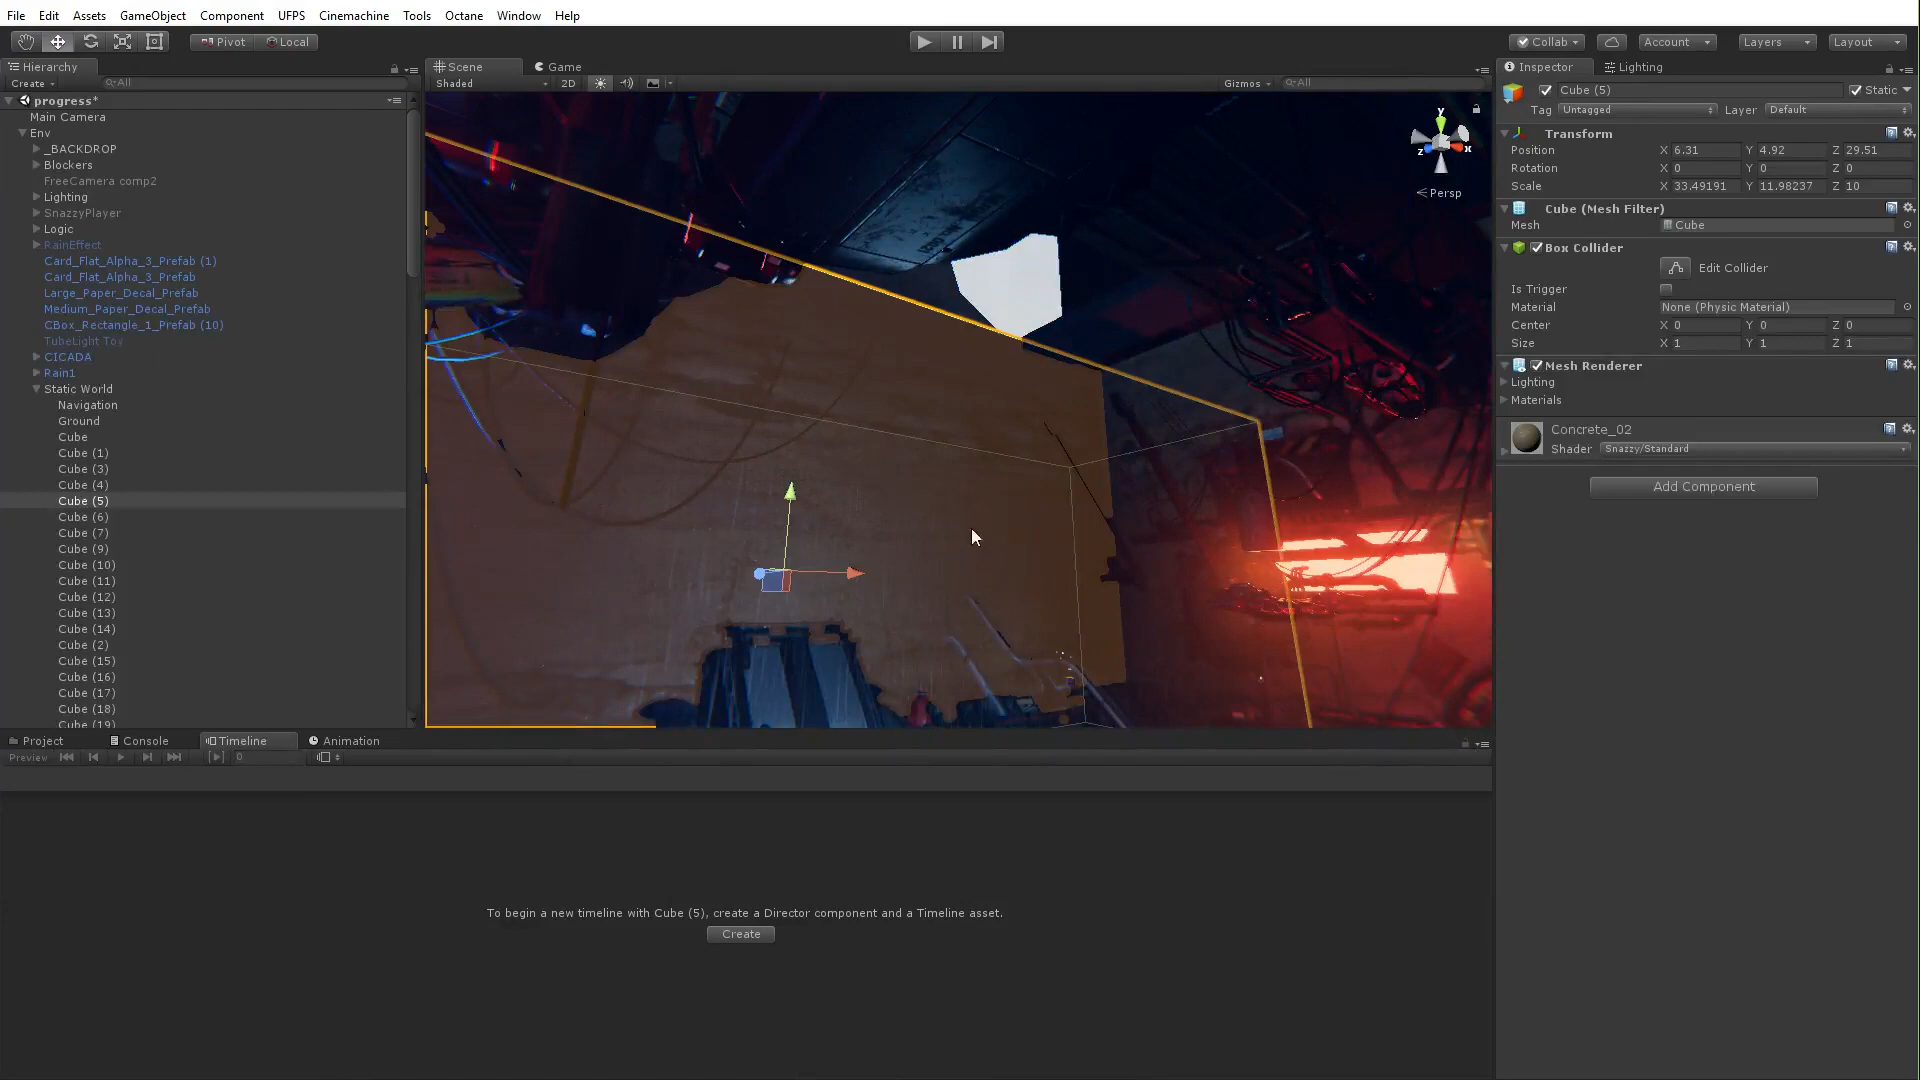 File Edit Assets GameObject Component UFPS Cinemachine Tools Octane Window Help
Pivot Local Collab Account Layers Layout
Hierarchy
Create All
progress*
Main Camera
Env
_BACKDROP
Blockers
FreeCamera comp2
Lighting
SnazzyPlayer
Logic
RainEffect
Card_Flat_Alpha_3_Prefab (1)
Card_Flat_Alpha_3_Prefab
Large_Paper_Decal_Prefab
Medium_Paper_Decal_Prefab
CBox_Rectangle_1_Prefab (10)
TubeLight Toy
CICADA
Rain1
Static World
Navigation
Ground
Cube
Cube (1)
Cube (3)
Cube (4)
Cube (5)
Cube (6)
Cube (7)
Cube (9)
Cube (10)
Cube (11)
Cube (12)
Cube (13)
Cube (14)
Cube (2)
Cube (15)
Cube (16)
Cube (17)
Cube (18)
Cube (19)
Scene Game
Shaded 2D Gizmos All
y
z x
Persp
Inspector Lighting
Cube (5) Static
Tag Untagged Layer Default
Transform
Position X 6.31 Y 4.92 Z 29.51
Rotation X 0 Y 0 Z 0
Scale X 33.49191 Y 11.98237 Z 10
Cube (Mesh Filter)
Mesh Cube
Box Collider
Edit Collider
Is Trigger
Material None (Physic Material)
Center X 0 Y 0 Z 0
Size X 1 Y 1 Z 1
Mesh Renderer
Lighting
Materials
Concrete_02
Shader Snazzy/Standard
Add Component
Project Console Timeline Animation
Preview 0
To begin a new timeline with Cube (5), create a Director component and a Timeline asset.
Create